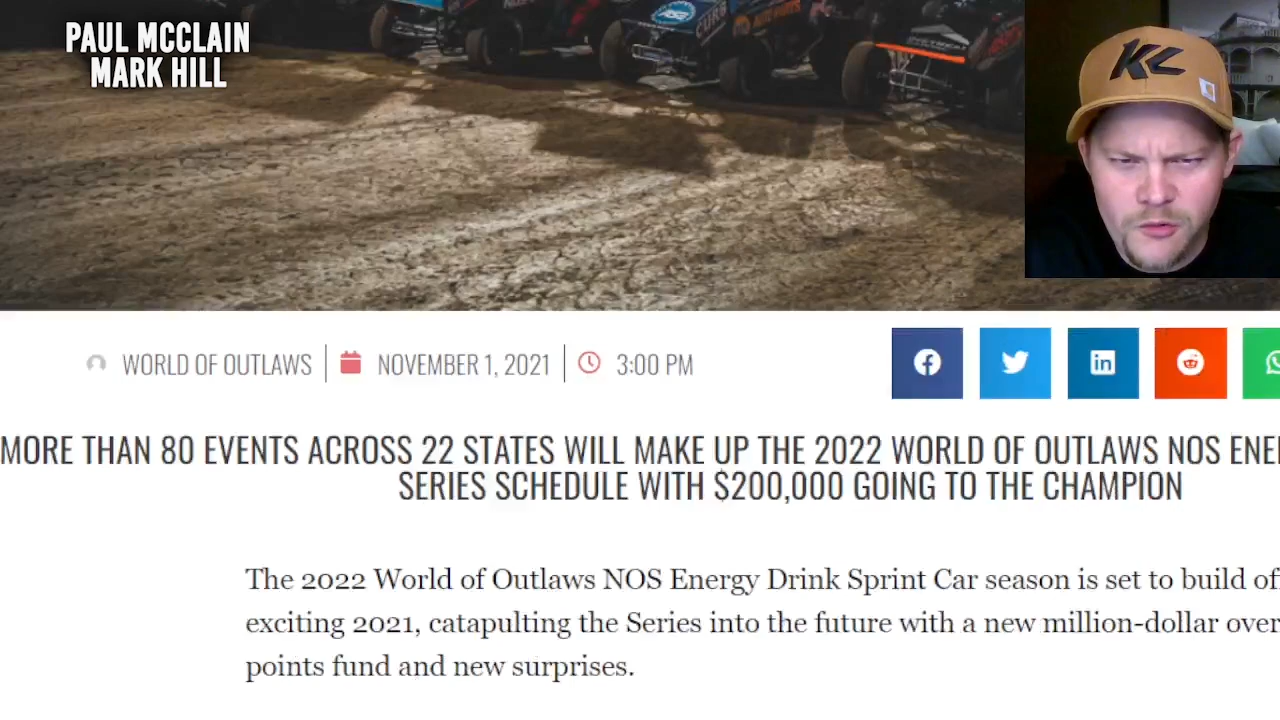 PAUL MCCLAIN
MARK HILL
KL
WORLD OF OUTLAWS
NOVEMBER 1, 2021
3:00 PM
MORE THAN 80 EVENTS ACROSS 22 STATES WILL MAKE UP THE 2022 WORLD OF OUTLAWS NOS
SERIES SCHEDULE WITH $200,000 GOING TO THE CHAMPION
The 2022 World of Outlaws NOS Energy Drink Sprint Car season is set to build
exciting 2021, catapulting the Series into the future with a new million-dollar over
points fund and new surprises.